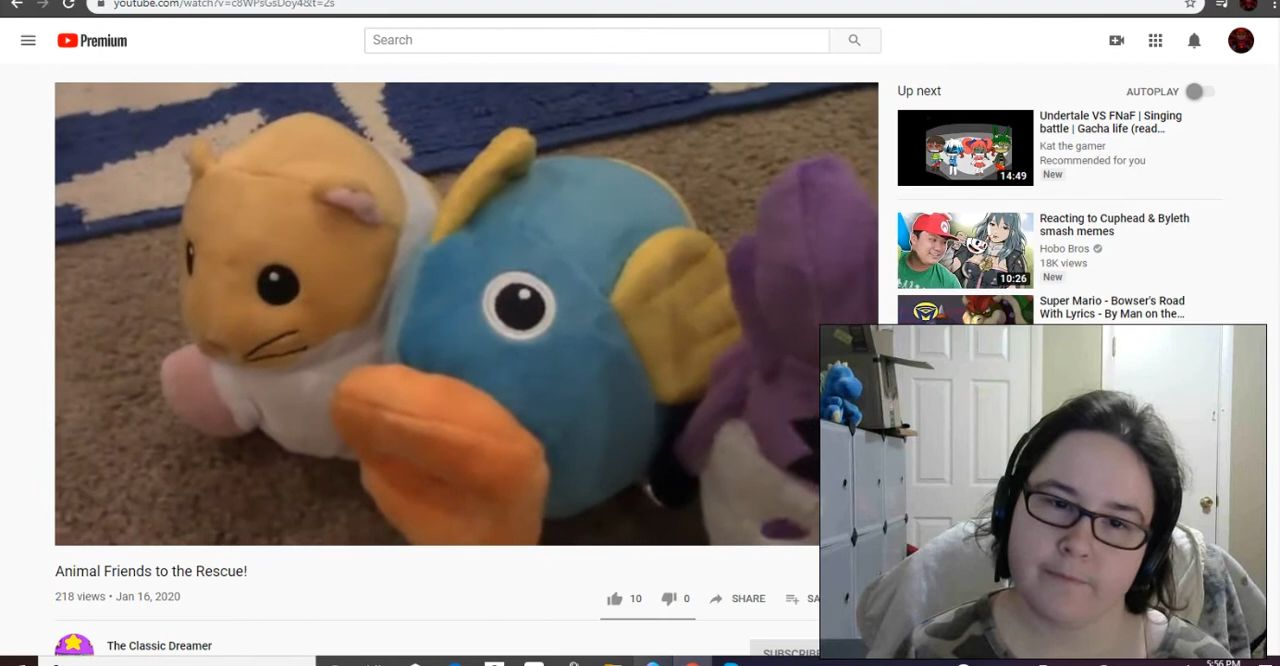 youtube.com/watch?v=c8WPsGsDoy4&t=2s
Premium
Search
Up next
AUTOPLAY
14:49
Undertale VS FNaF | Singing
battle | Gacha life (read...
Kat the gamer
Recommended for you
New
10:26
Reacting to Cuphead & Byleth
smash memes
Hobo Bros
18K views
New
Super Mario - Bowser's Road
With Lyrics - By Man on the...
Animal Friends to the Rescue!
218 views • Jan 16, 2020
10
0
SHARE
SA
The Classic Dreamer
SUBSCRIBE
5:56 PM